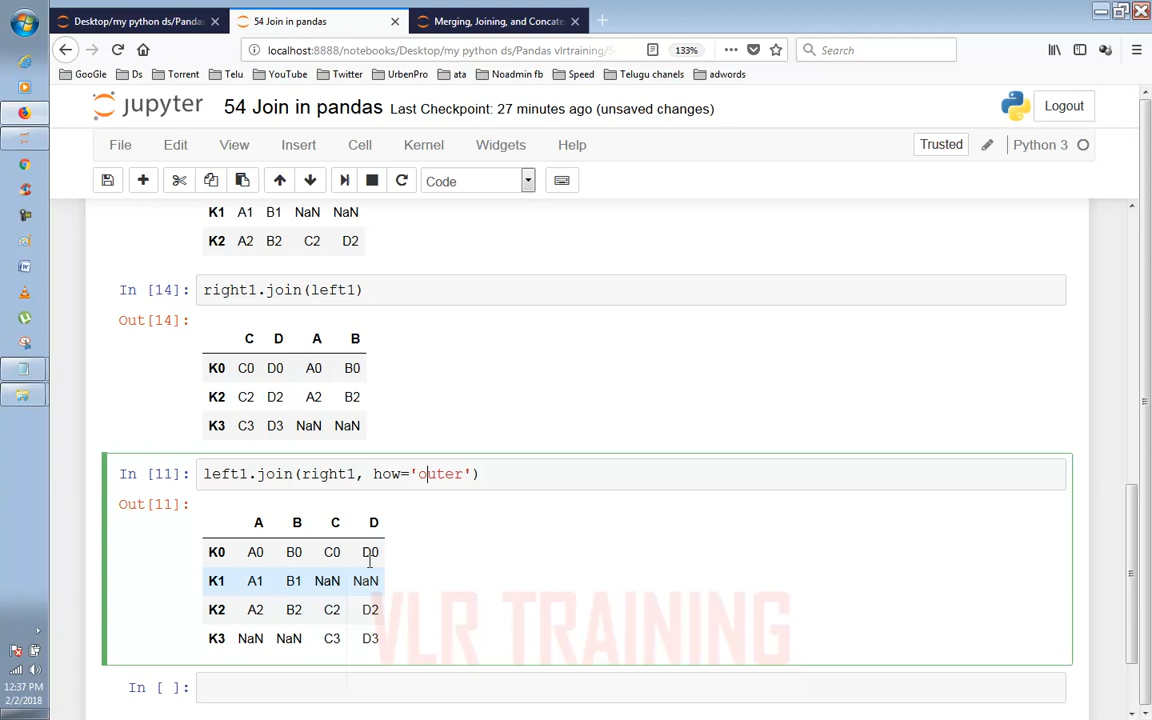 Desktop/my python ds/Panda
54 Join in pandas
Merging, Joining, and Concate
localhost:8888/notebooks/Desktop/my python ds/Pandas vlrtraining/5
133%
Search
GooGle
Ds
Torrent
Telu
YouTube
Twitter
UrbenPro
ata
Noadmin fb
Speed
Telugu chanels
adwords
jupyter
54 Join in pandas
Last Checkpoint: 27 minutes ago (unsaved changes)
Logout
File
Edit
View
Insert
Cell
Kernel
Widgets
Help
Trusted
Python 3
Code
K1 A1 B1 NaN NaN
K2 A2 B2 C2 D2
In [14]: right1.join(left1)
Out[14]:
C D A B
K0 C0 D0 A0 B0
K2 C2 D2 A2 B2
K3 C3 D3 NaN NaN
In [11]: left1.join(right1, how='outer')
Out[11]:
A B C D
K0 A0 B0 C0 D0
K1 A1 B1 NaN NaN
K2 A2 B2 C2 D2
K3 NaN NaN C3 D3
VLR TRAINING
In [ ]:
12:37 PM
2/2/2018